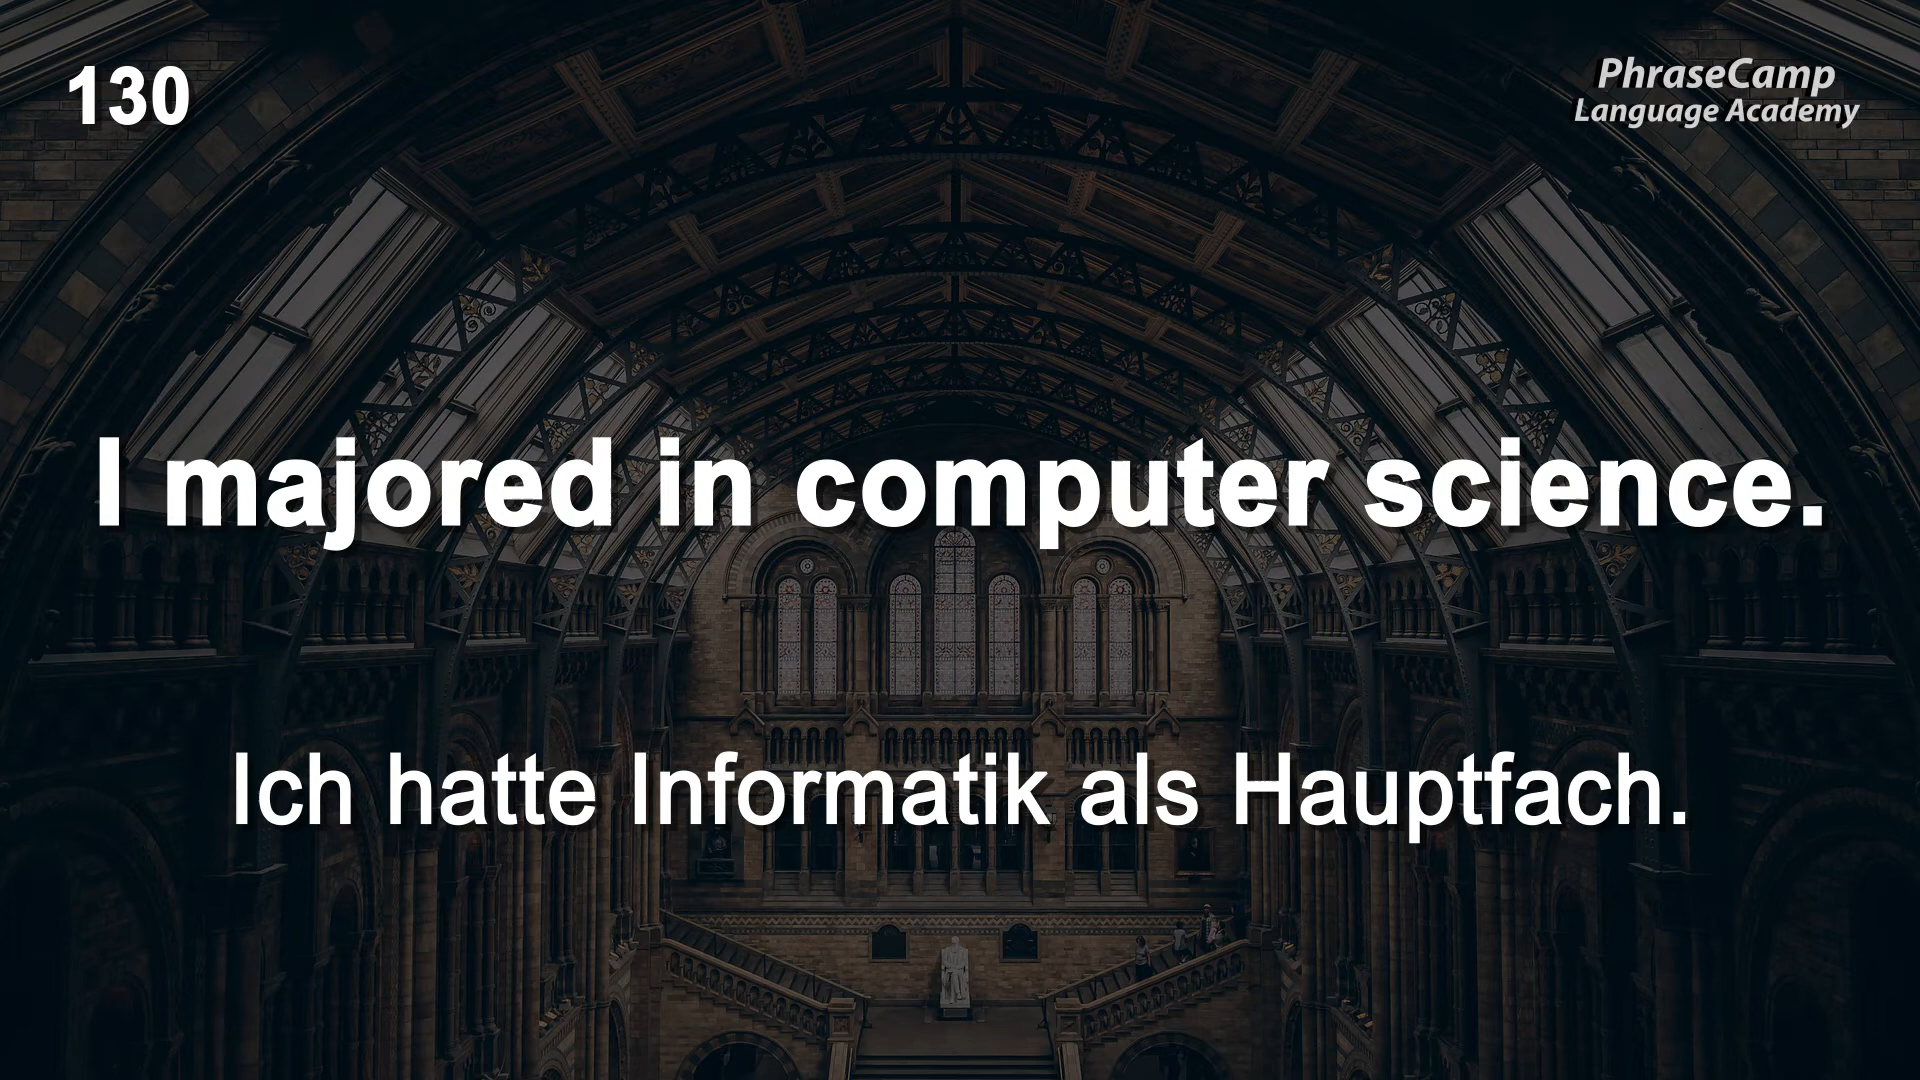 130
PhraseCamp
Language Academy
I majored in computer science.
Ich hatte Informatik als Hauptfach.